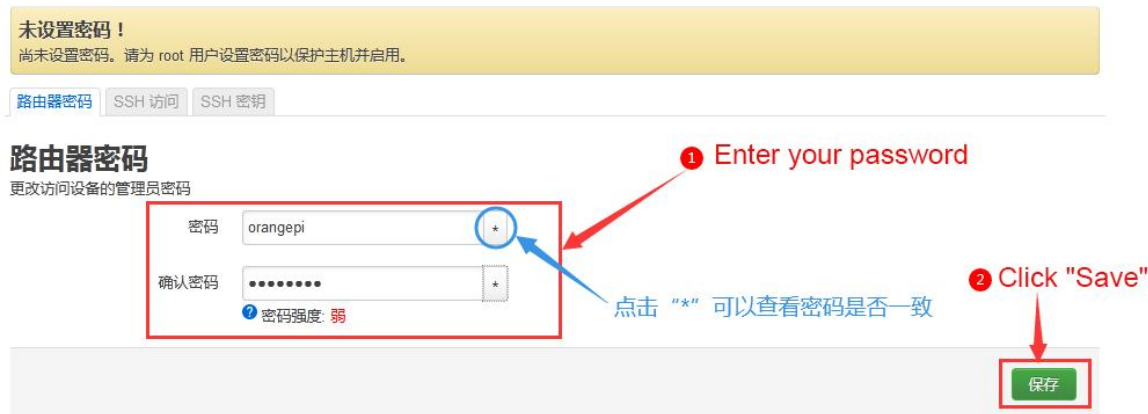 未设置密码！
尚未设置密码。请为 root 用户设置密码以保护主机并启用。
路由器密码 SSH 访问 SSH 密钥
路由器密码
更改访问设备的管理员密码
1 Enter your password
密码 orangepi *
确认密码 •••••••• *
? 密码强度: 弱
点击“*”可以查看密码是否一致
2 Click "Save"
保存